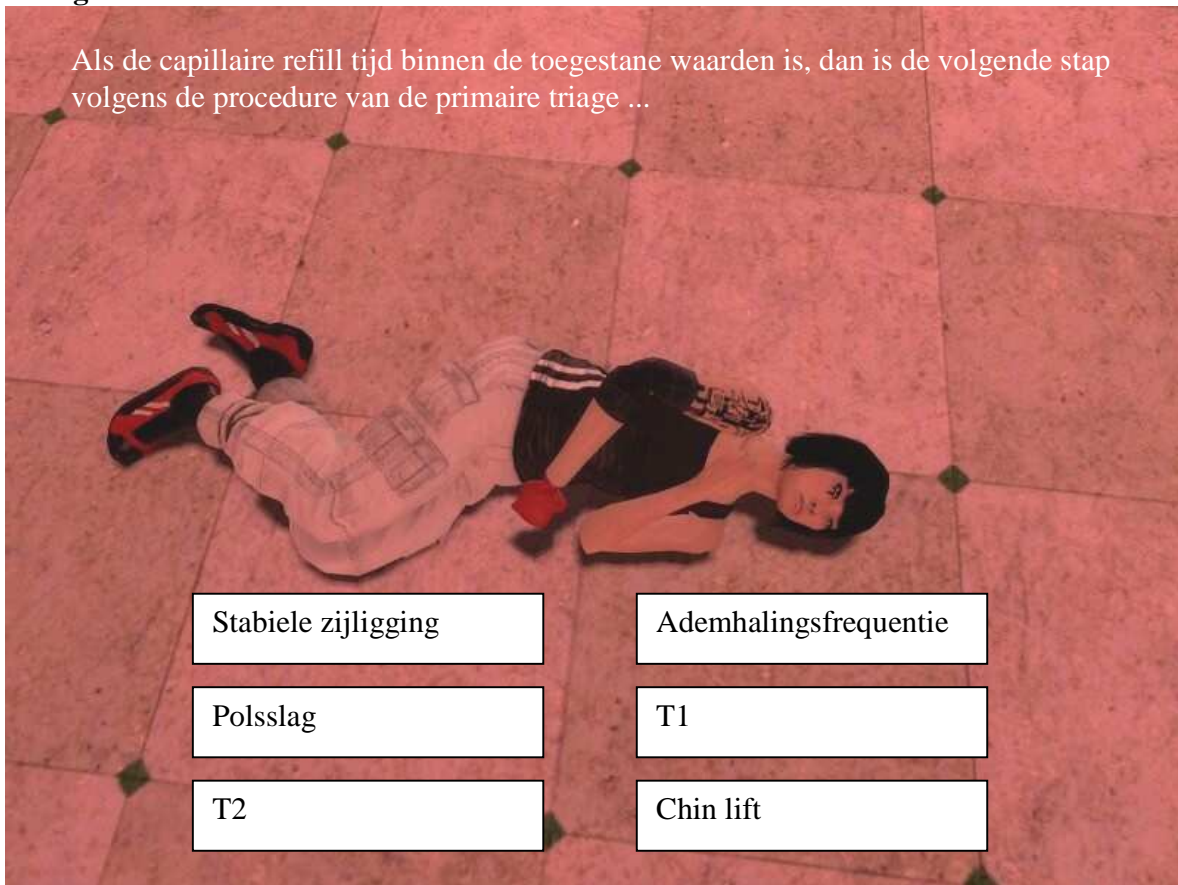 Als de capillaire refill tijd binnen de toegestane waarden is, dan is de volgende stap
volgens de procedure van de primaire triage ...
Stabiele zijligging
Ademhalingsfrequentie
Polsslag
T1
T2
Chin lift